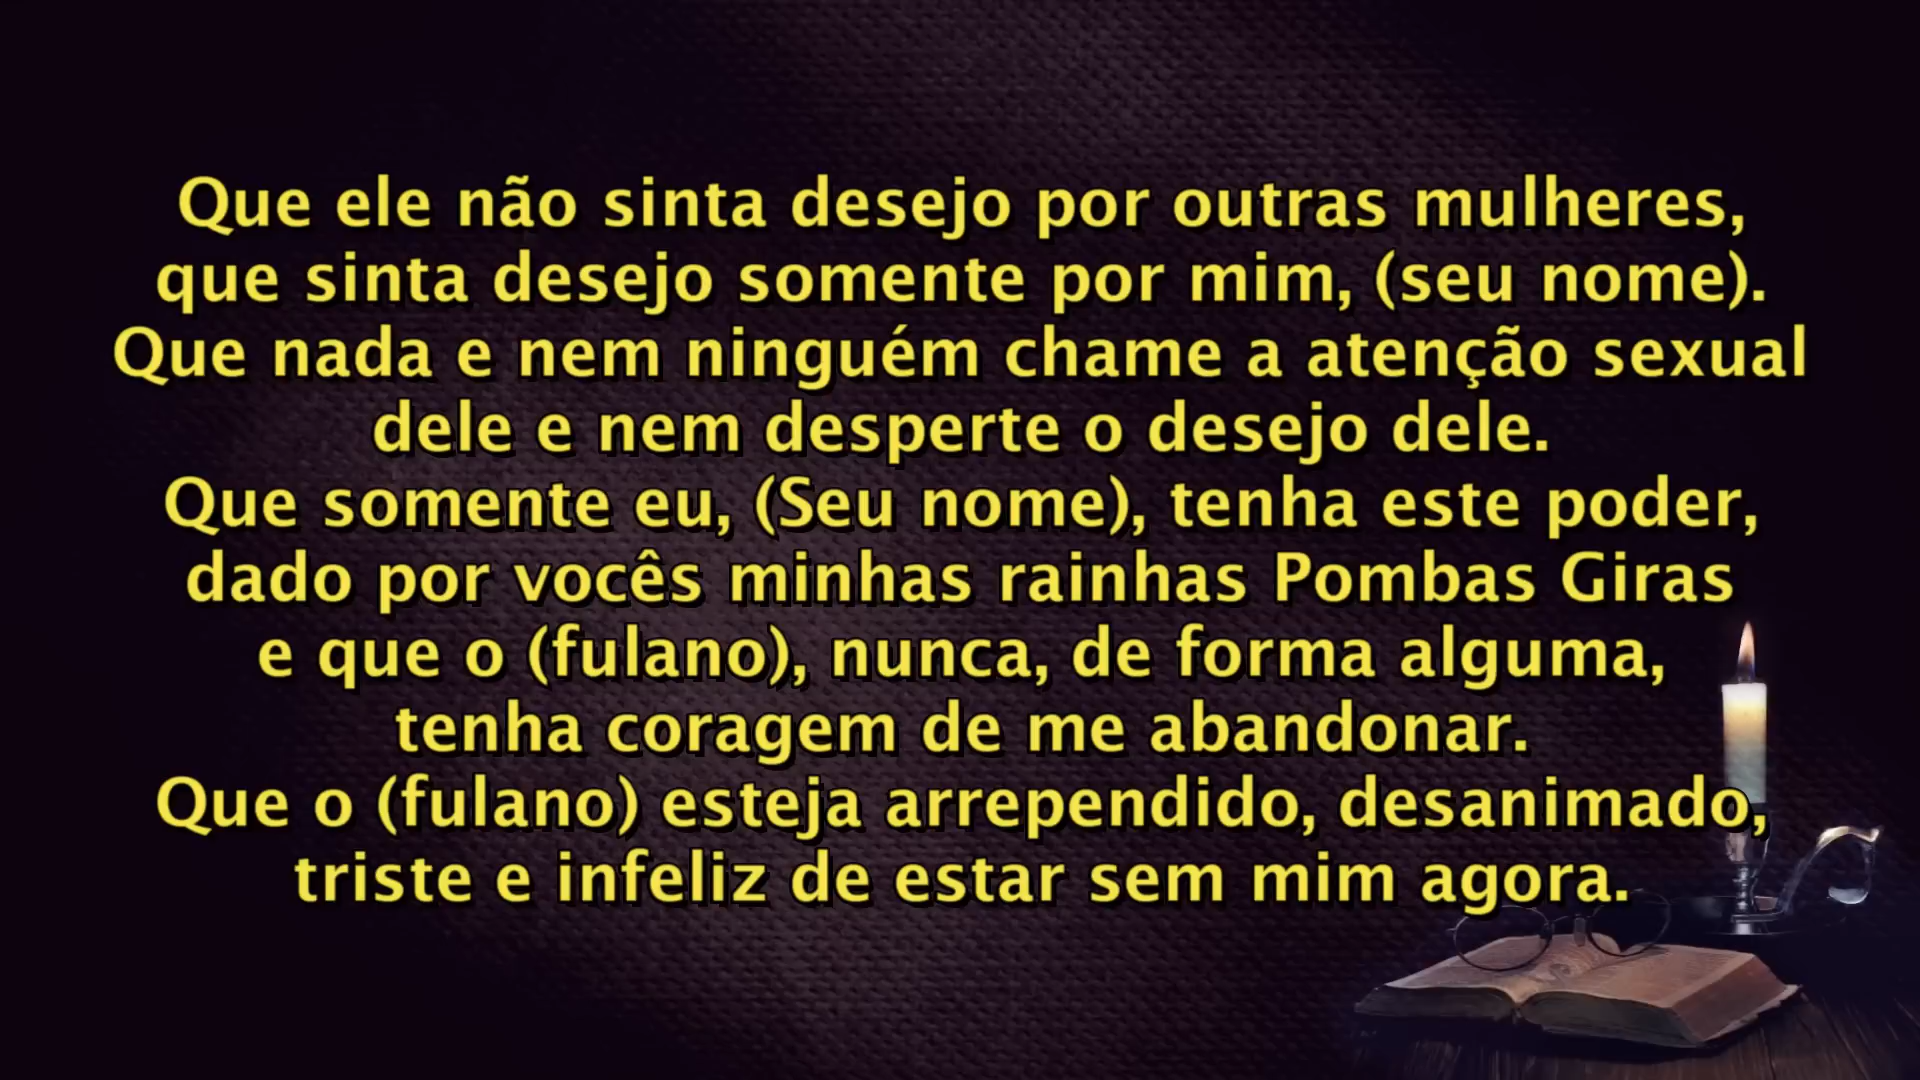 Que ele não sinta desejo por outras mulheres,
que sinta desejo somente por mim, (seu nome).
Que nada e nem ninguém chame a atenção sexual
dele e nem desperte o desejo dele.
Que somente eu, (Seu nome), tenha este poder,
dado por vocês minhas rainhas Pombas Giras
e que o (fulano), nunca, de forma alguma,
tenha coragem de me abandonar.
Que o (fulano) esteja arrependido, desanimado,
triste e infeliz de estar sem mim agora.